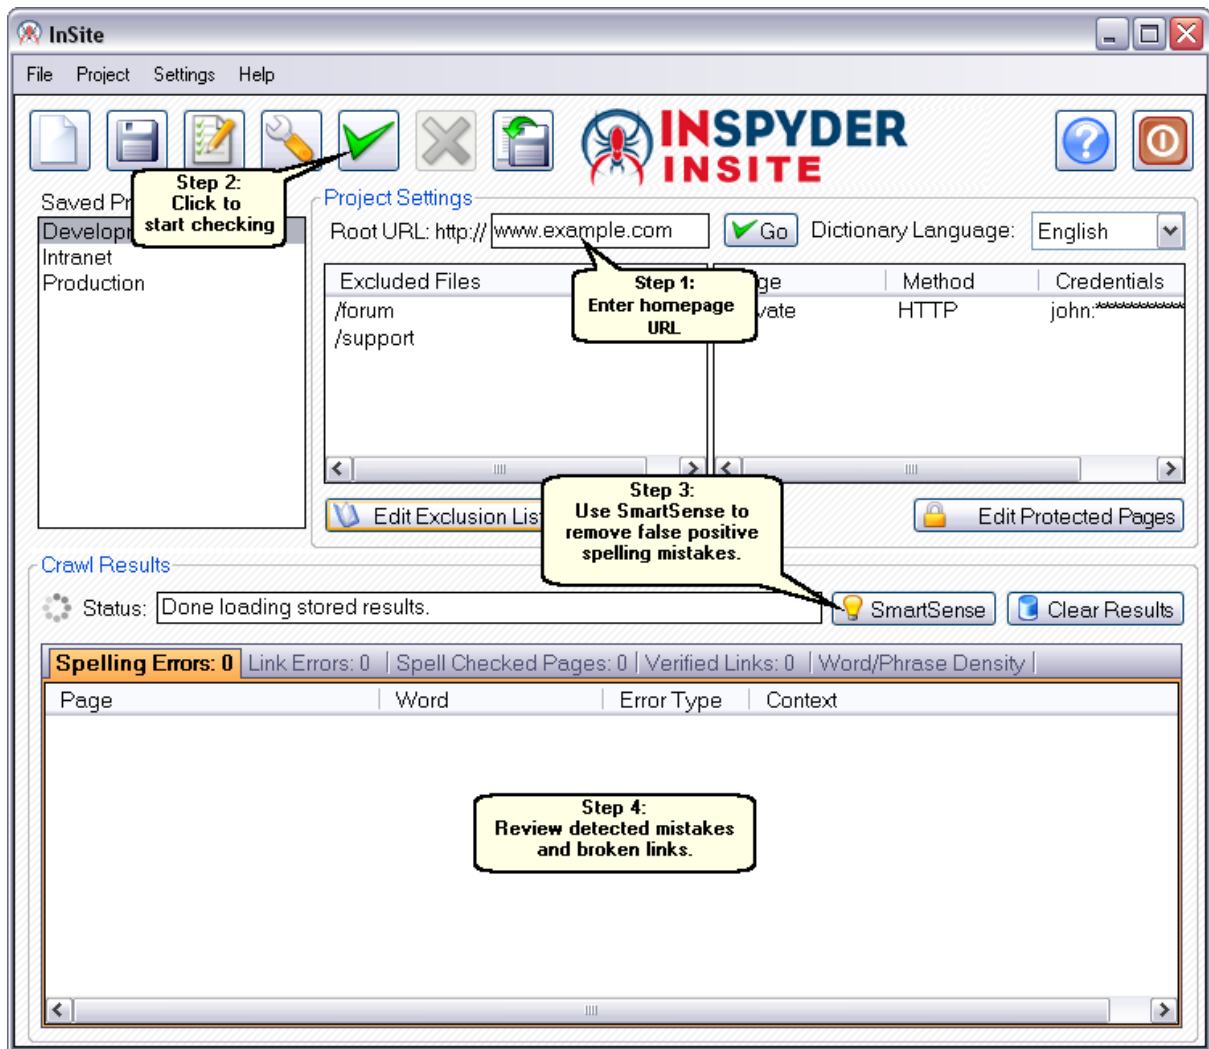 InSite
File Project Settings Help
INSPYDER
INSITE
Step 2:
Click to
start checking
Saved Pr
Develop
Intranet
Production
Project Settings
Root URL: http:// www.example.com Go Dictionary Language: English
Step 1:
Enter homepage
URL
Excluded Files
/forum
/support
ge Method Credentials
vate HTTP john:************
Edit Exclusion List
Edit Protected Pages
Step 3:
Use SmartSense to
remove false positive
spelling mistakes.
Crawl Results
Status: Done loading stored results. SmartSense Clear Results
Spelling Errors: 0 Link Errors: 0 Spell Checked Pages: 0 Verified Links: 0 Word/Phrase Density
Page Word Error Type Context
Step 4:
Review detected mistakes
and broken links.